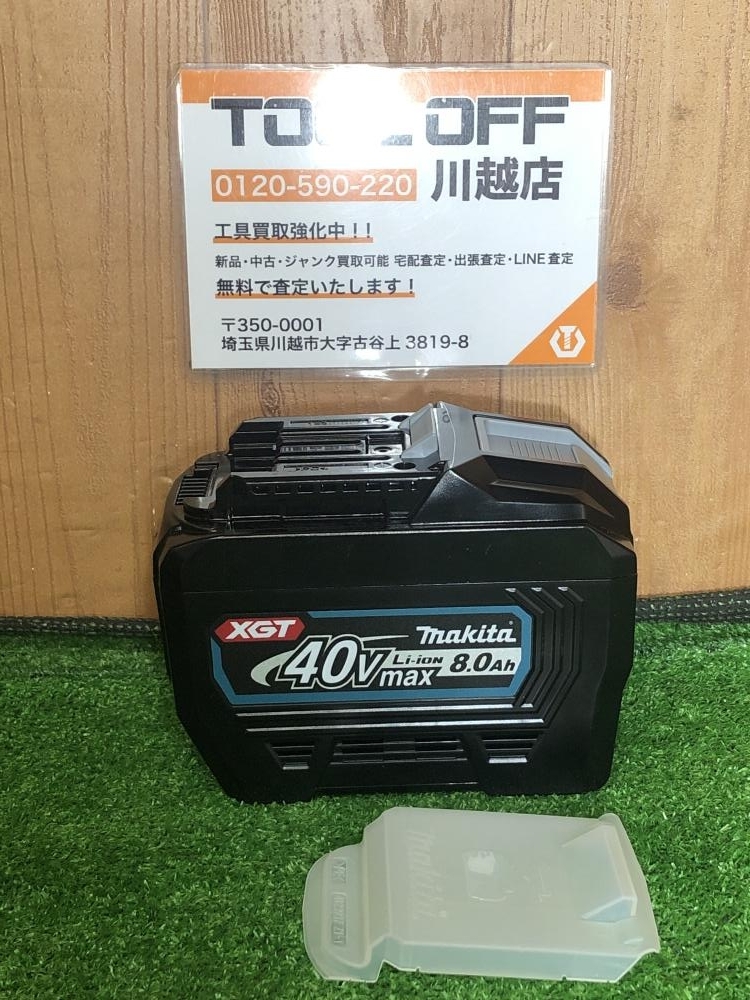 TOOL OFF
0120-590-220 川越店
工具買取強化中!!
新品・中古・ジャンク買取可能 宅配査定・出張査定・LINE査定
無料で査定いたします!
〒350-0001
埼玉県川越市大字古谷上 3819-8
XGT
makita
40Vmax
Li-ion 8.0Ah
makita